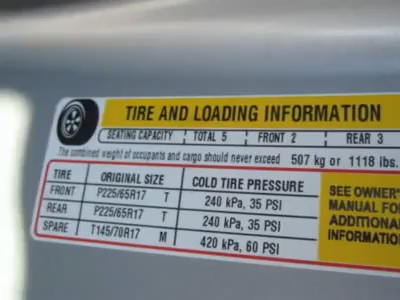 TIRE AND LOADING INFORMATION
SEATING CAPACITY TOTAL 5 FRONT 2 REAR 3
The combined weight of occupants and cargo should never exceed 507 kg or 1118 lbs.
TIRE ORIGINAL SIZE COLD TIRE PRESSURE
FRONT P225/65R17 T 240 kPa, 35 PSI
REAR P225/65R17 T 240 kPa, 35 PSI
SPARE T145/70R17 M 420 kPa, 60 PSI
SEE OWNER'
MANUAL FOR
ADDITIONAL
INFORMATION